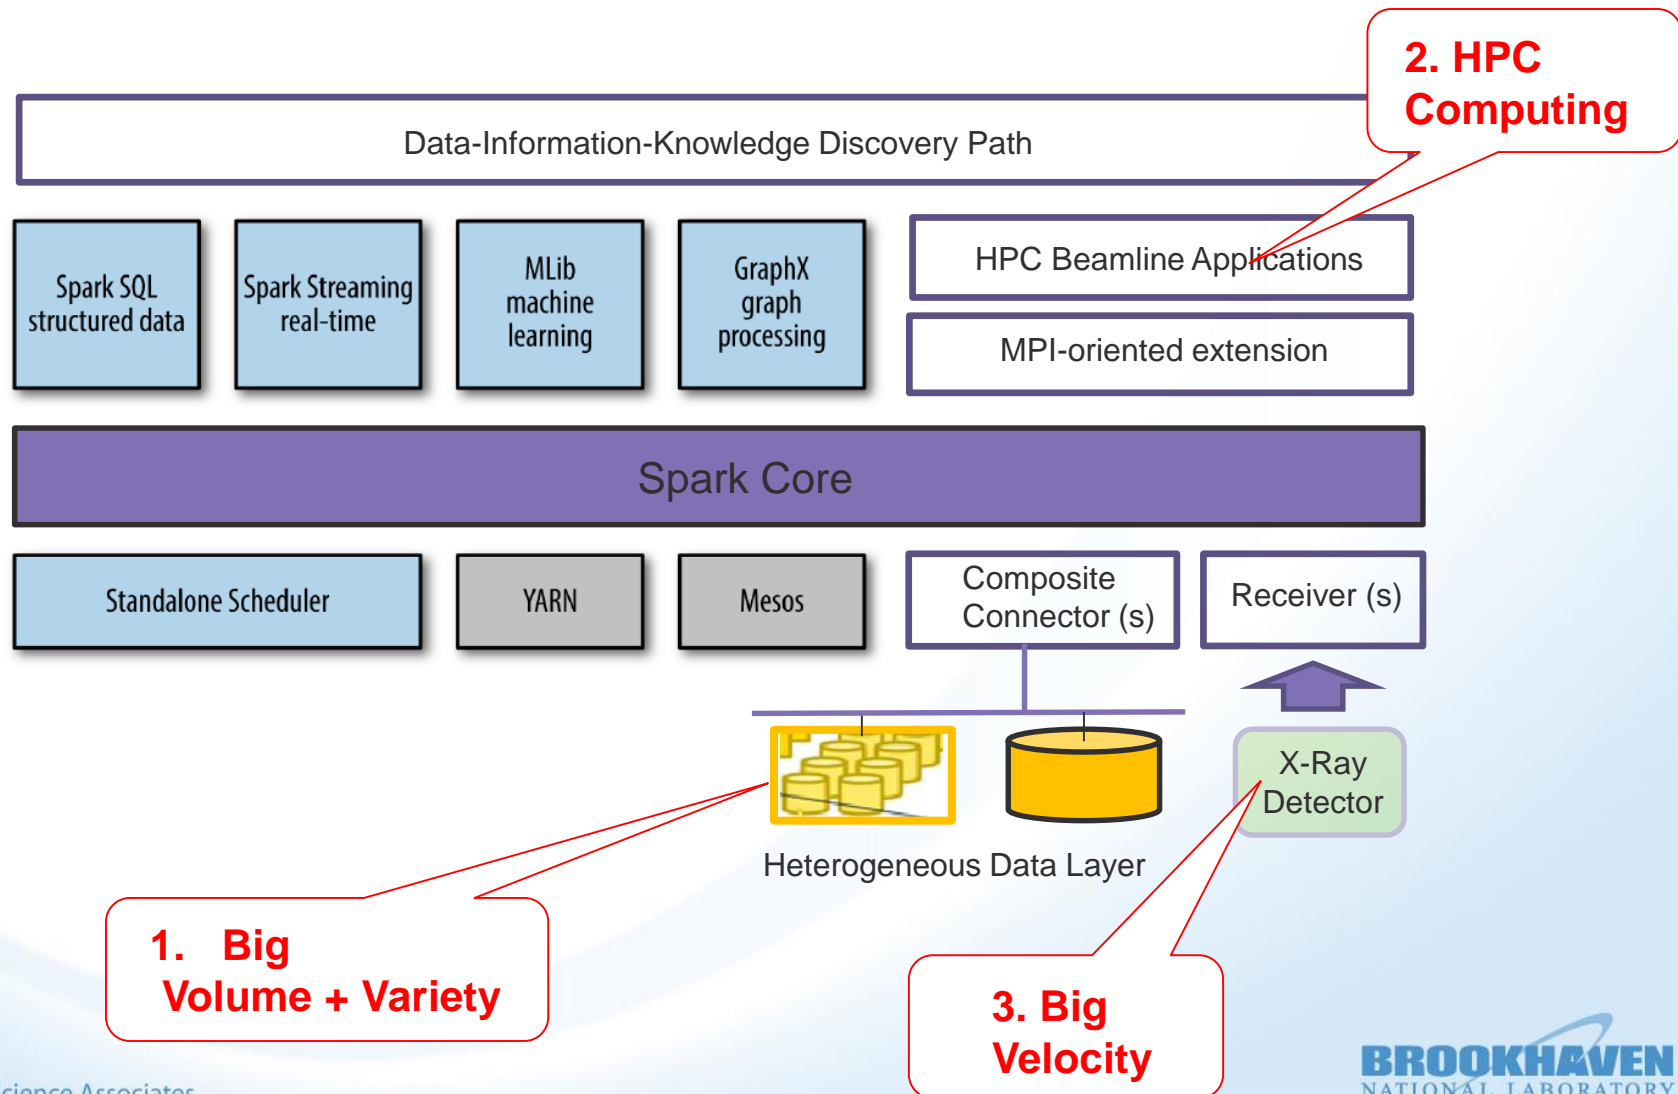 2. HPC
Computing
Data-Information-Knowledge Discovery Path
Spark SQL
structured data
Spark Streaming
real-time
MLib
machine
learning
GraphX
graph
processing
HPC Beamline Applications
MPI-oriented extension
Spark Core
Standalone Scheduler
YARN
Mesos
Composite
Connector (s)
Receiver (s)
X-Ray
Detector
Heterogeneous Data Layer
1. Big
Volume + Variety
3. Big
Velocity
BROOKHAVEN
NATIONAL LABORATORY
Associates